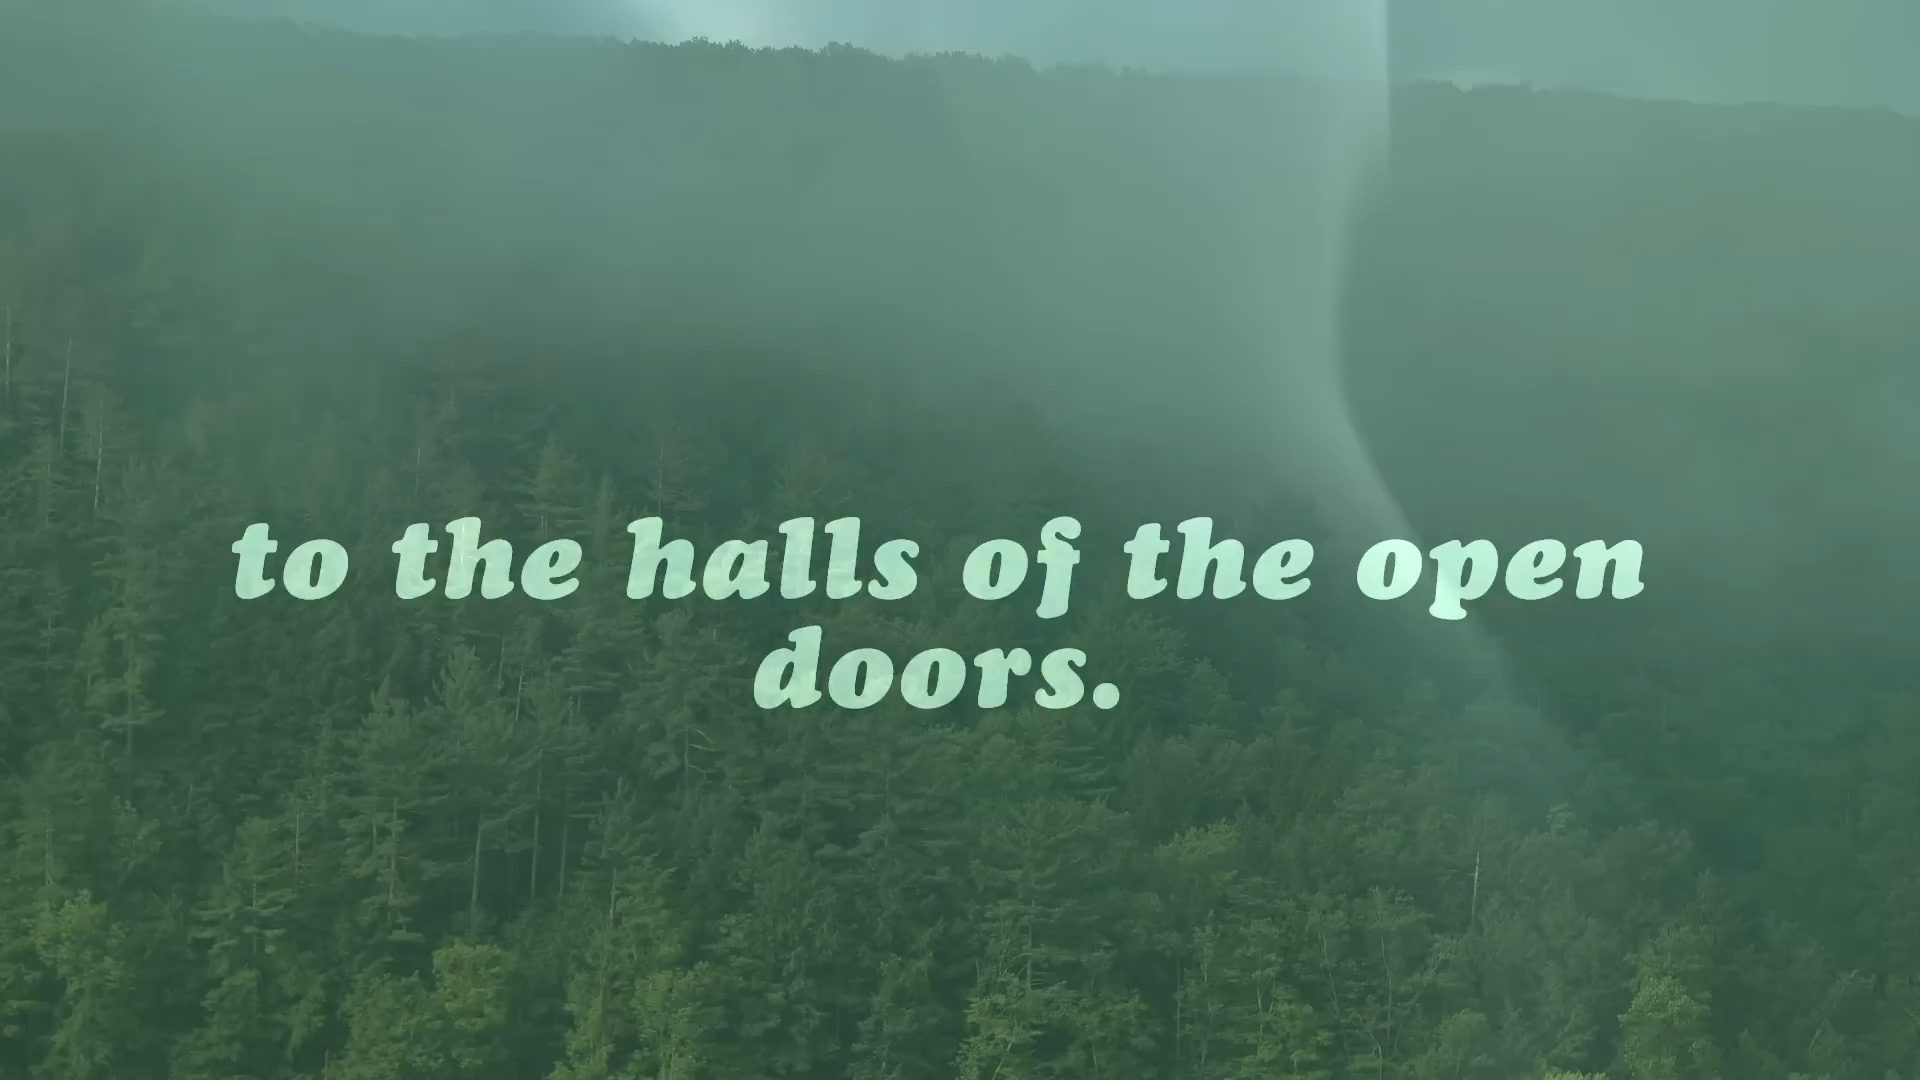 to the halls of the open
doors.